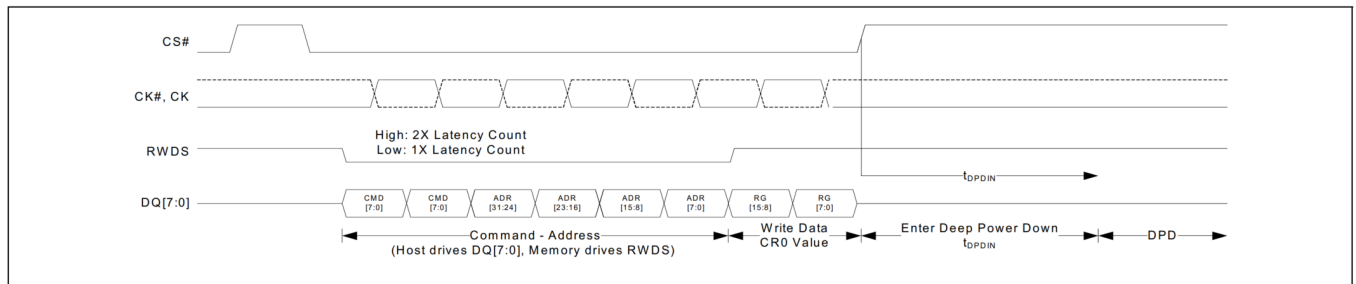 CS#
CK#, CK
High: 2X Latency Count
RWDS
Low: 1X Latency Count
tDPDIN
DQ[7:0]
CMD CMD ADR ADR ADR ADR RG RG
[7:0] [7:0] [31:24] [23:16] [15:8] [7:0] [15:8] [7:0]
Command - Address
(Host drives DQ[7:0], Memory drives RWDS)
Write Data
CR0 Value
Enter Deep Power Down
tDPDIN
DPD